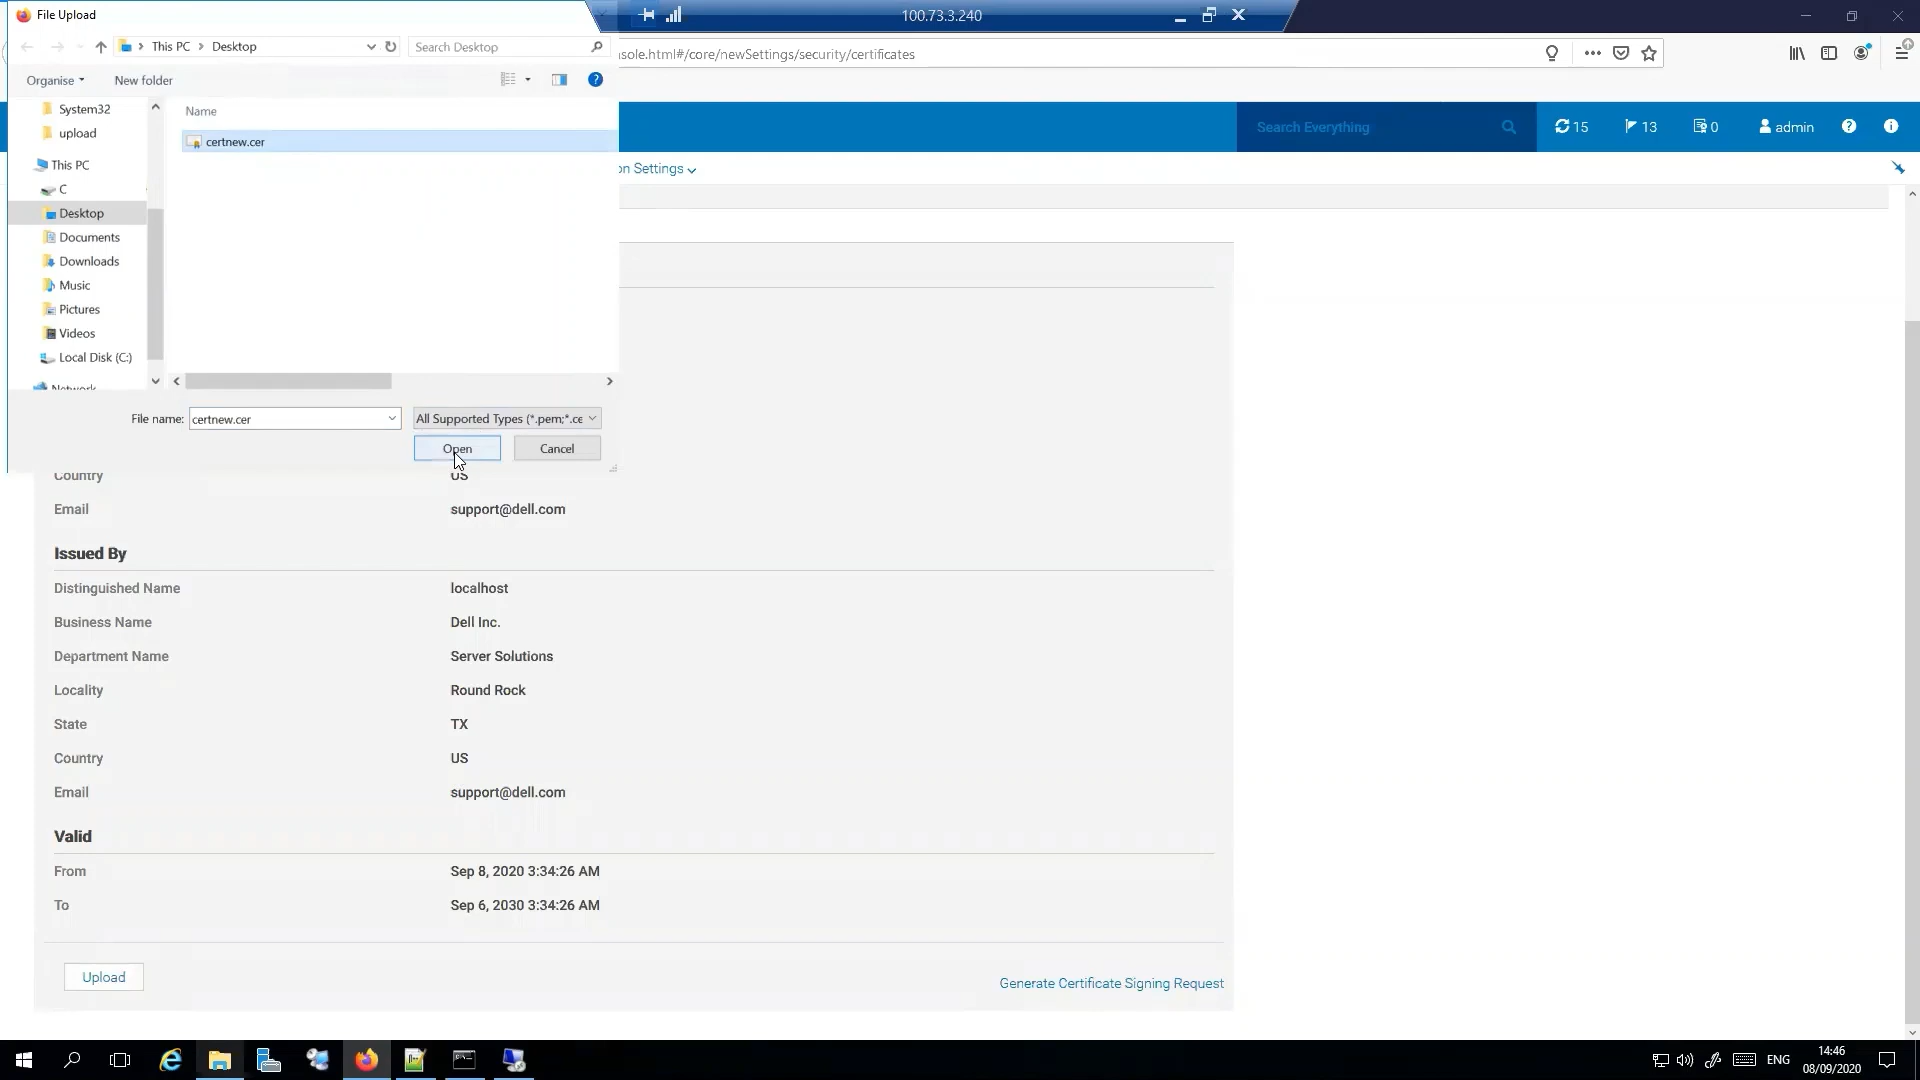 File Upload
100.73.3.240
This PC > Desktop
Search Desktop
sole.html#/core/newSettings/security/certificates
Organise
New folder
System32
Name
upload
certnew.cer
Search Everything
15
13
0
admin
This PC
on Settings
C
Desktop
Documents
Downloads
Music
Pictures
Videos
Local Disk (C:)
Network
File name:
certnew.cer
All Supported Types (*.pem;*.ce
Open
Cancel
Country
US
Email
support@dell.com
Issued By
Distinguished Name
localhost
Business Name
Dell Inc.
Department Name
Server Solutions
Locality
Round Rock
State
TX
Country
US
Email
support@dell.com
Valid
From
Sep 8, 2020 3:34:26 AM
To
Sep 6, 2030 3:34:26 AM
Upload
Generate Certificate Signing Request
ENG
14:46
08/09/2020